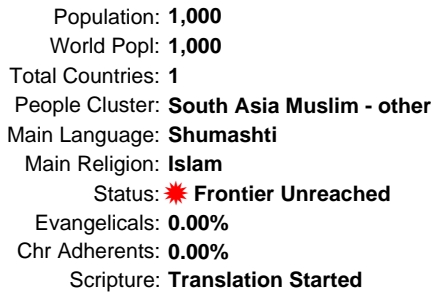 Population: 1,000
World Popl: 1,000
Total Countries: 1
People Cluster: South Asia Muslim - other
Main Language: Shumashti
Main Religion: Islam
Status: Frontier Unreached
Evangelicals: 0.00%
Chr Adherents: 0.00%
Scripture: Translation Started